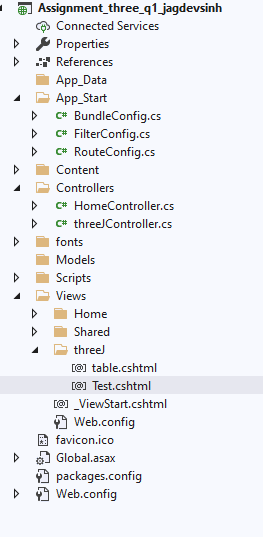 Assignment_three_q1_jagdevsinh
Connected Services
Properties
References
App_Data
App_Start
C# BundleConfig.cs
C# FilterConfig.cs
C# RouteConfig.cs
Content
Controllers
C# HomeController.cs
C# threeJController.cs
fonts
Models
Scripts
Views
Home
Shared
threeJ
[@] table.cshtml
[@] Test.cshtml
[@] _ViewStart.cshtml
Web.config
favicon.ico
Global.asax
packages.config
Web.config